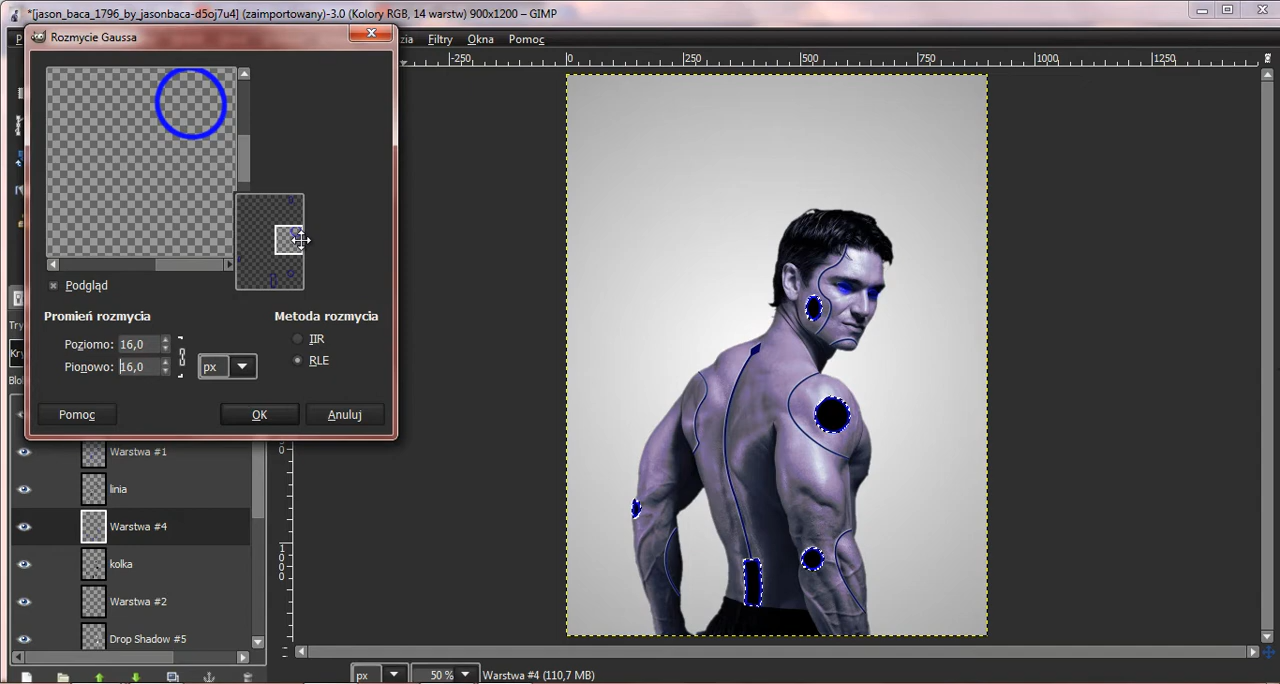 *[jason_baca_1796_by_jasonbaca-d5oj7u4] (zaimportowany)-3.0 (Kolory RGB, 14 warstw) 900x1200 – GIMP
Rozmycie Gaussa
Filtry Okna Pomoc
-250 0 250 500 750 1000 1250
Podgląd
Promień rozmycia
Metoda rozmycia
Poziomo: 16,0
IIR
Pionowo: 16,0
px
RLE
Pomoc
OK
Anuluj
Warstwa #1
linia
Warstwa #4
kolka
Warstwa #2
Drop Shadow #5
1000
px
50 %
Warstwa #4 (110,7 MB)